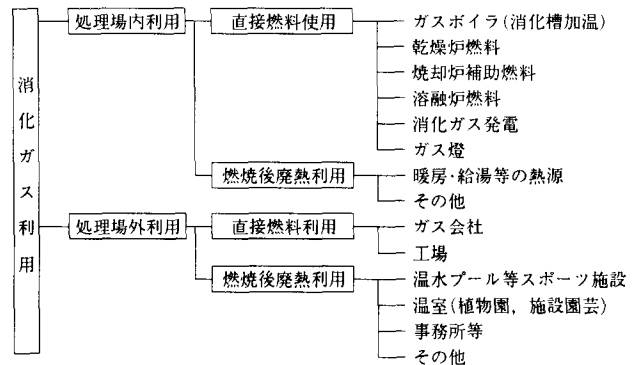 消化ガス利用
処理場内利用
直接燃料使用
ガスボイラ(消化槽加温)
乾燥炉燃料
焼却炉補助燃料
溶融炉燃料
消化ガス発電
ガス燈
燃焼後廃熱利用
暖房·給湯等の熱源
その他
処理場外利用
直接燃料利用
ガス会社
工場
燃焼後廃熱利用
温水プール等スポーツ施設
温室(植物園，施設園芸)
事務所等
その他